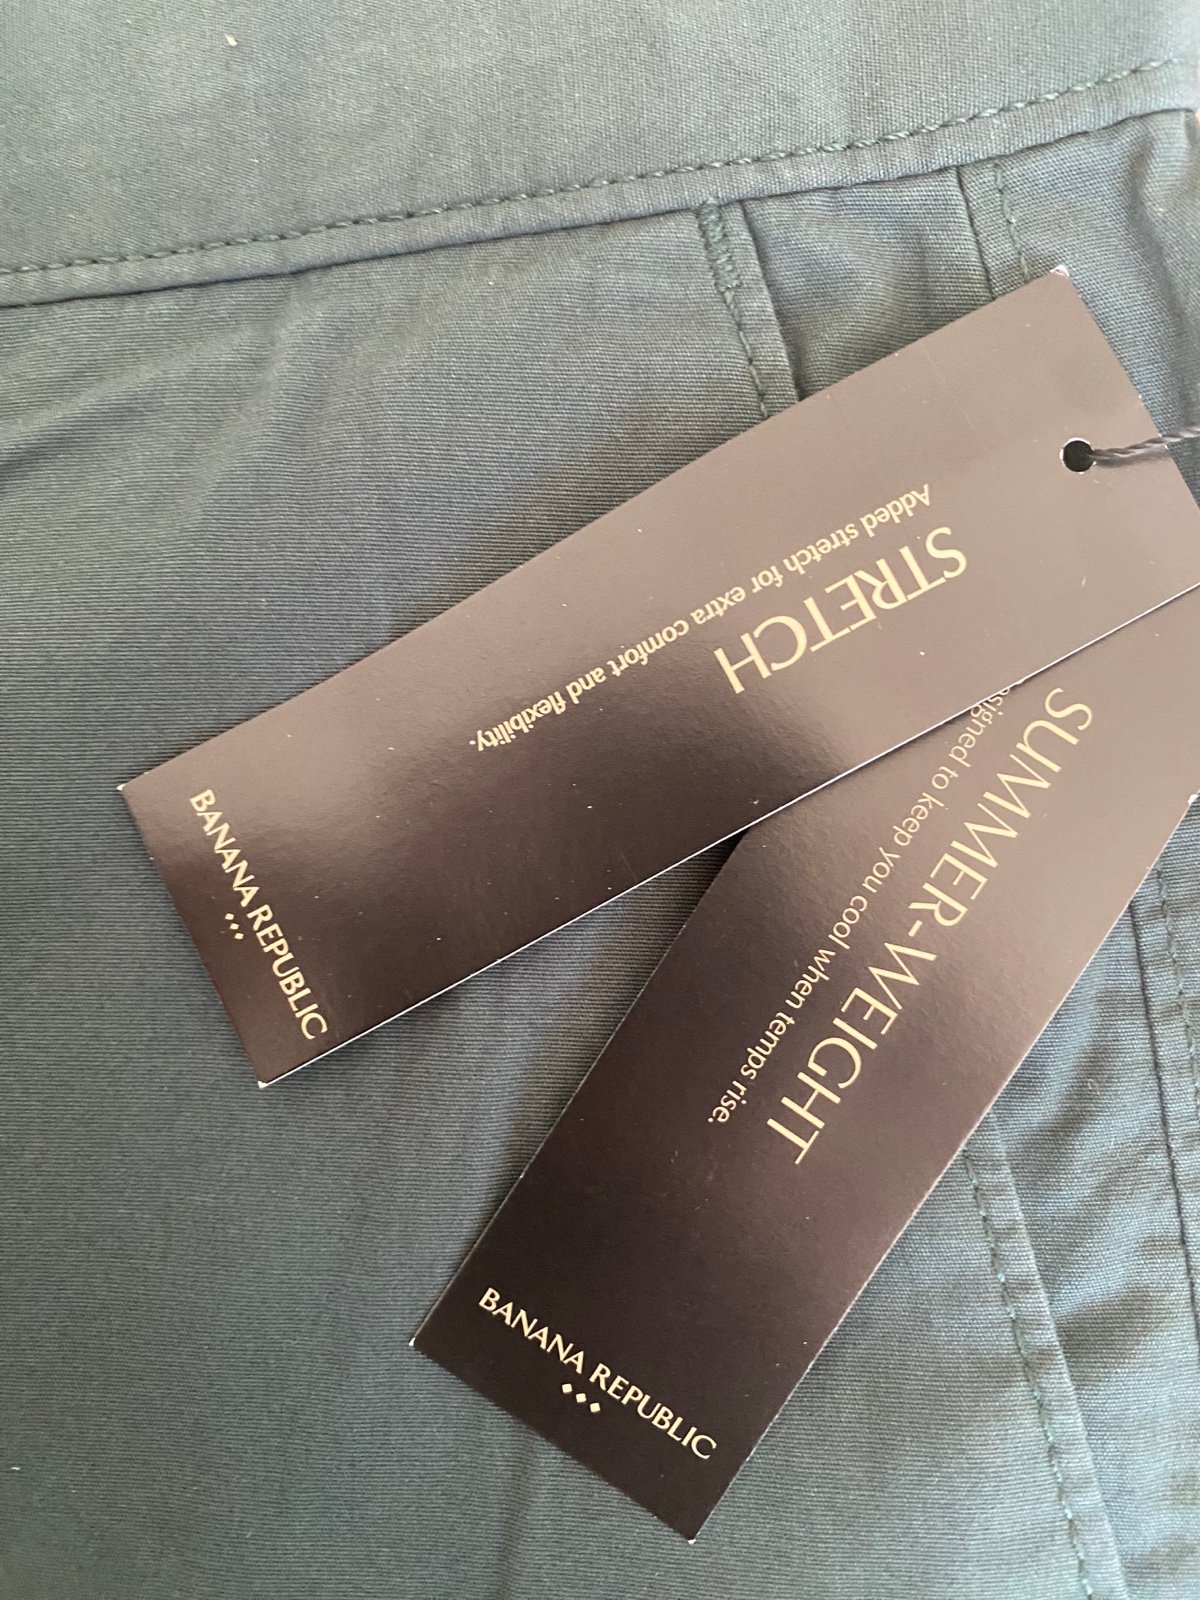 STRETCH
Added stretch for extra comfort and flexibility.
BANANA REPUBLIC
SUMMER-WEIGHT
to keep you cool when temps rise.
BANANA REPUBLIC